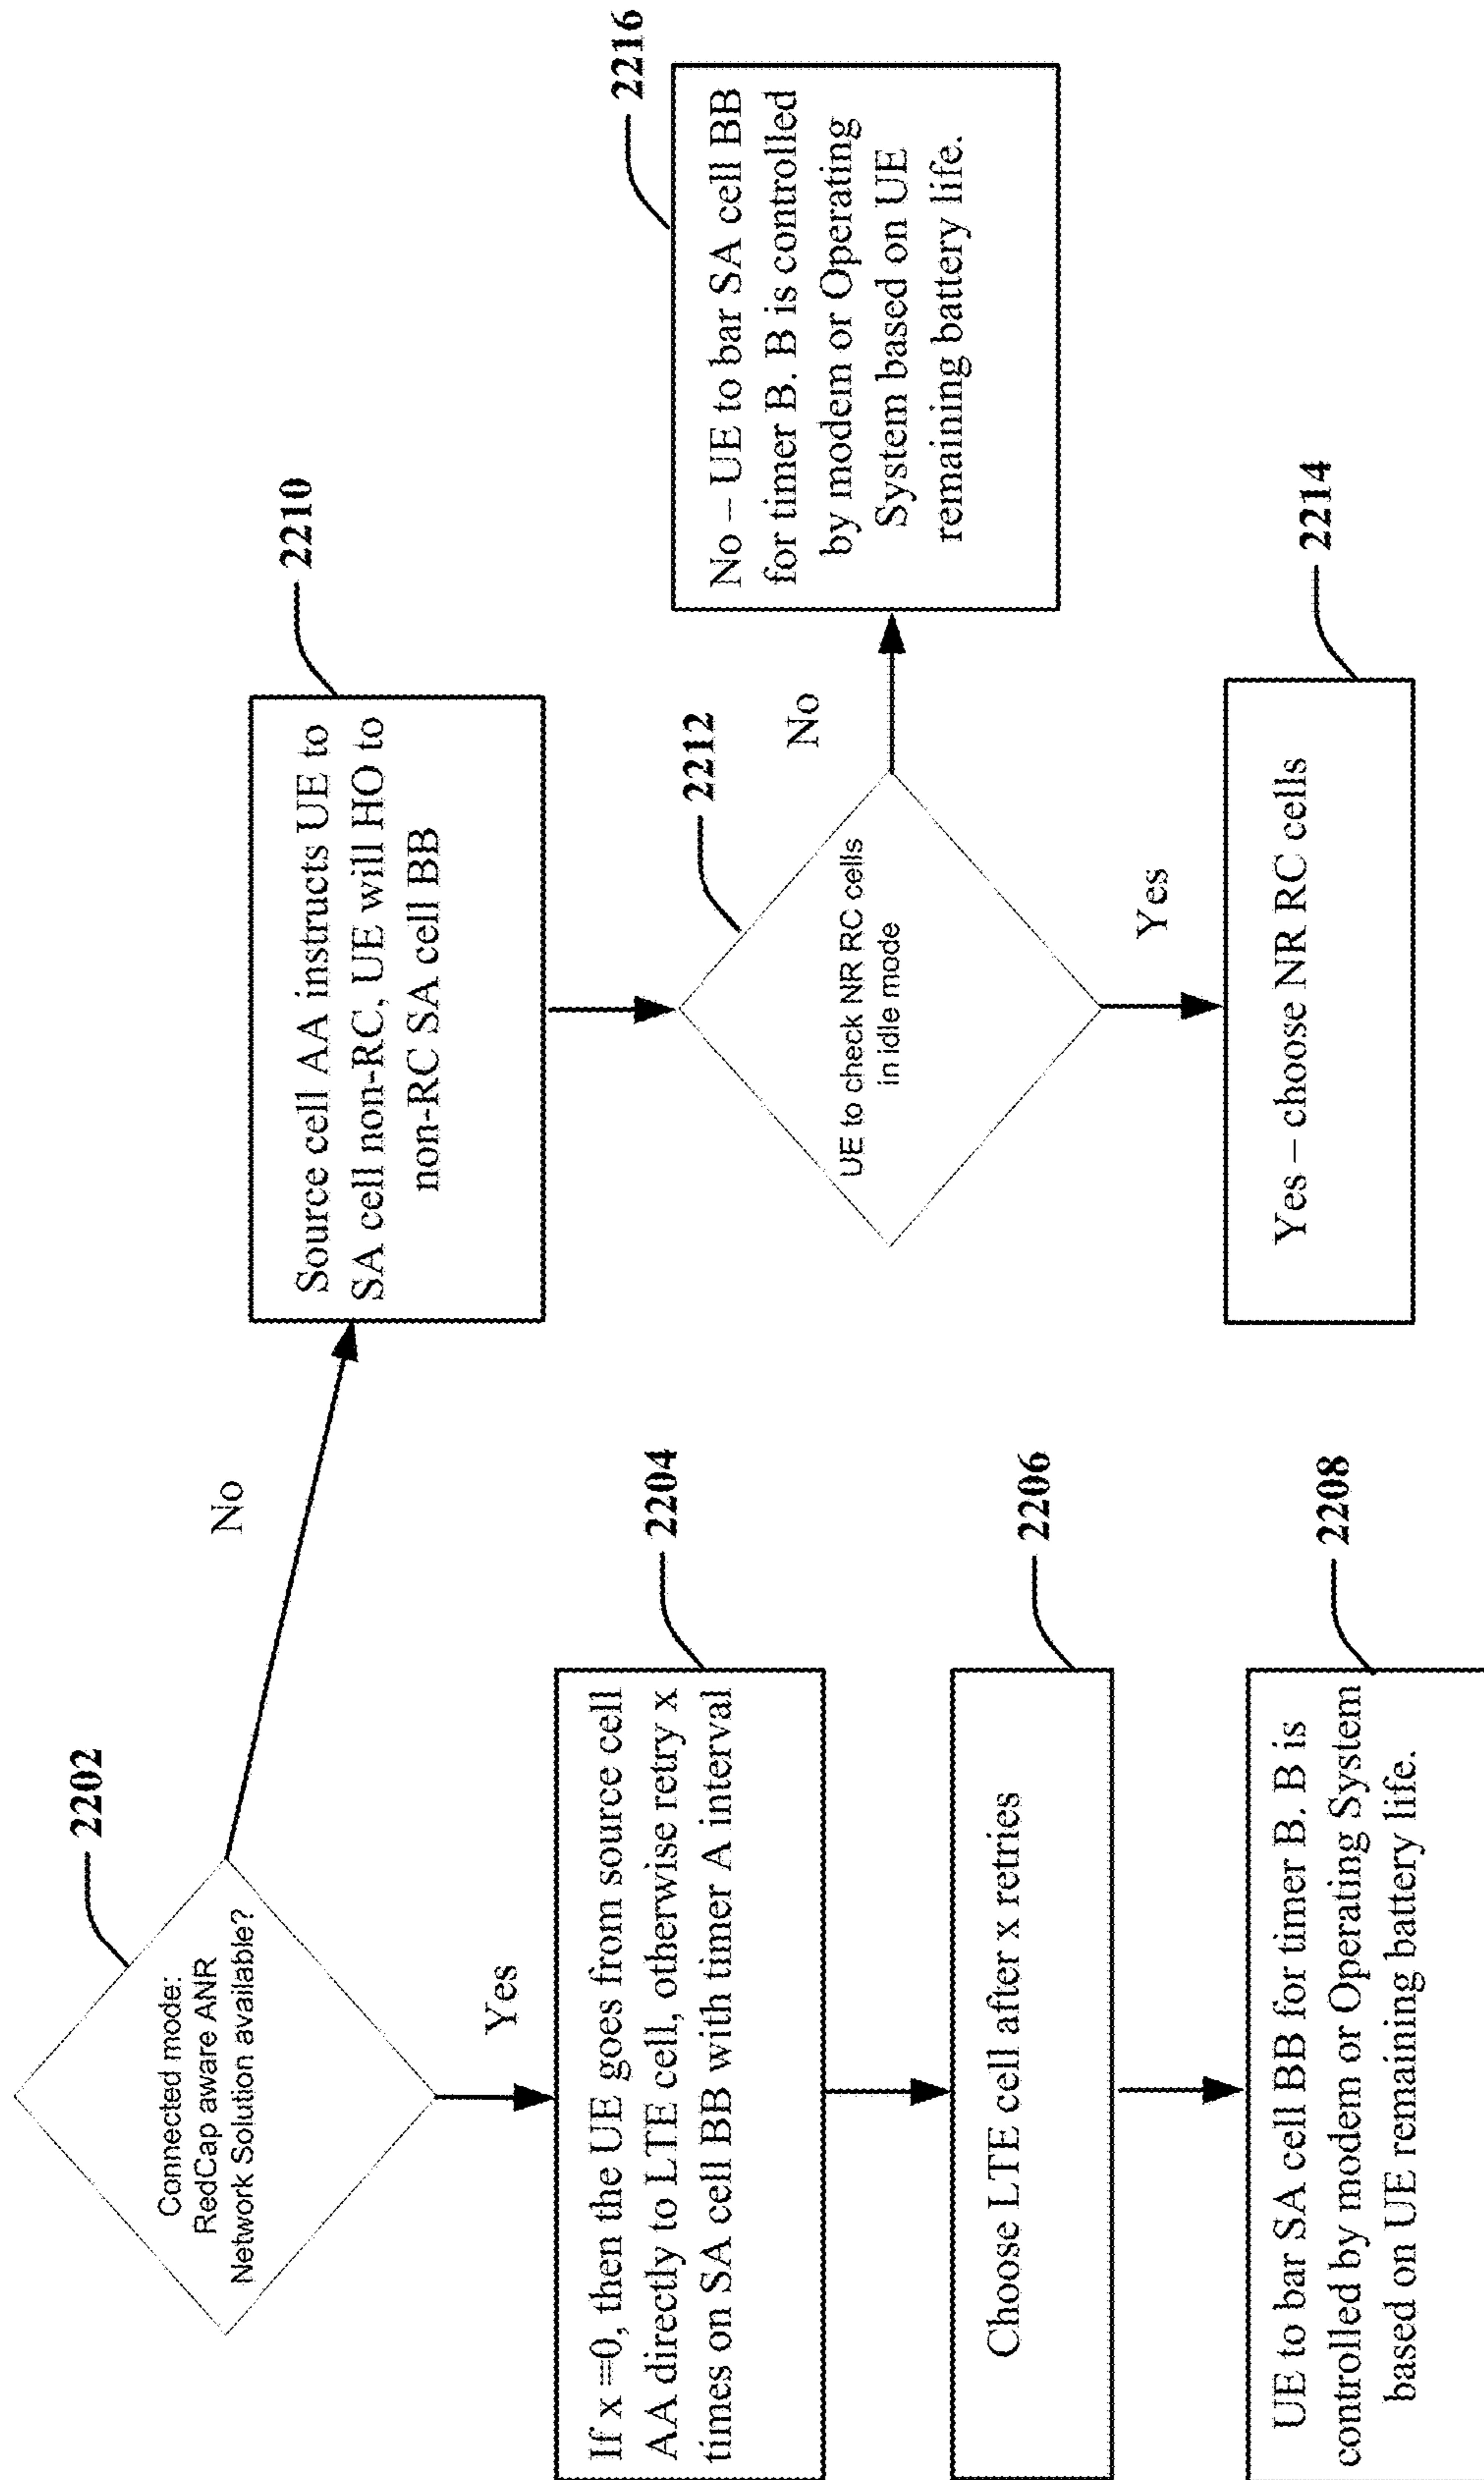 2202
Connected mode:
RedCap aware ANR
Network Solution available?
No
Yes
2204
If x =0, then the UE goes from source cell
AA directly to LTE cell, otherwise retry x
times on SA cell BB with timer A interval
2206
Choose LTE cell after x retries
2208
UE to bar SA cell BB for timer B. B is
controlled by modem or Operating System
based on UE remaining battery life.
2210
Source cell AA instructs UE to
SA cell non-RC, UE will HO to
non-RC SA cell BB
2212
UE to check NR RC cells
in idle mode
No
Yes
2216
No – UE to bar SA cell BB
for timer B. B is controlled
by modem or Operating
System based on UE
remaining battery life.
2214
Yes – choose NR RC cells